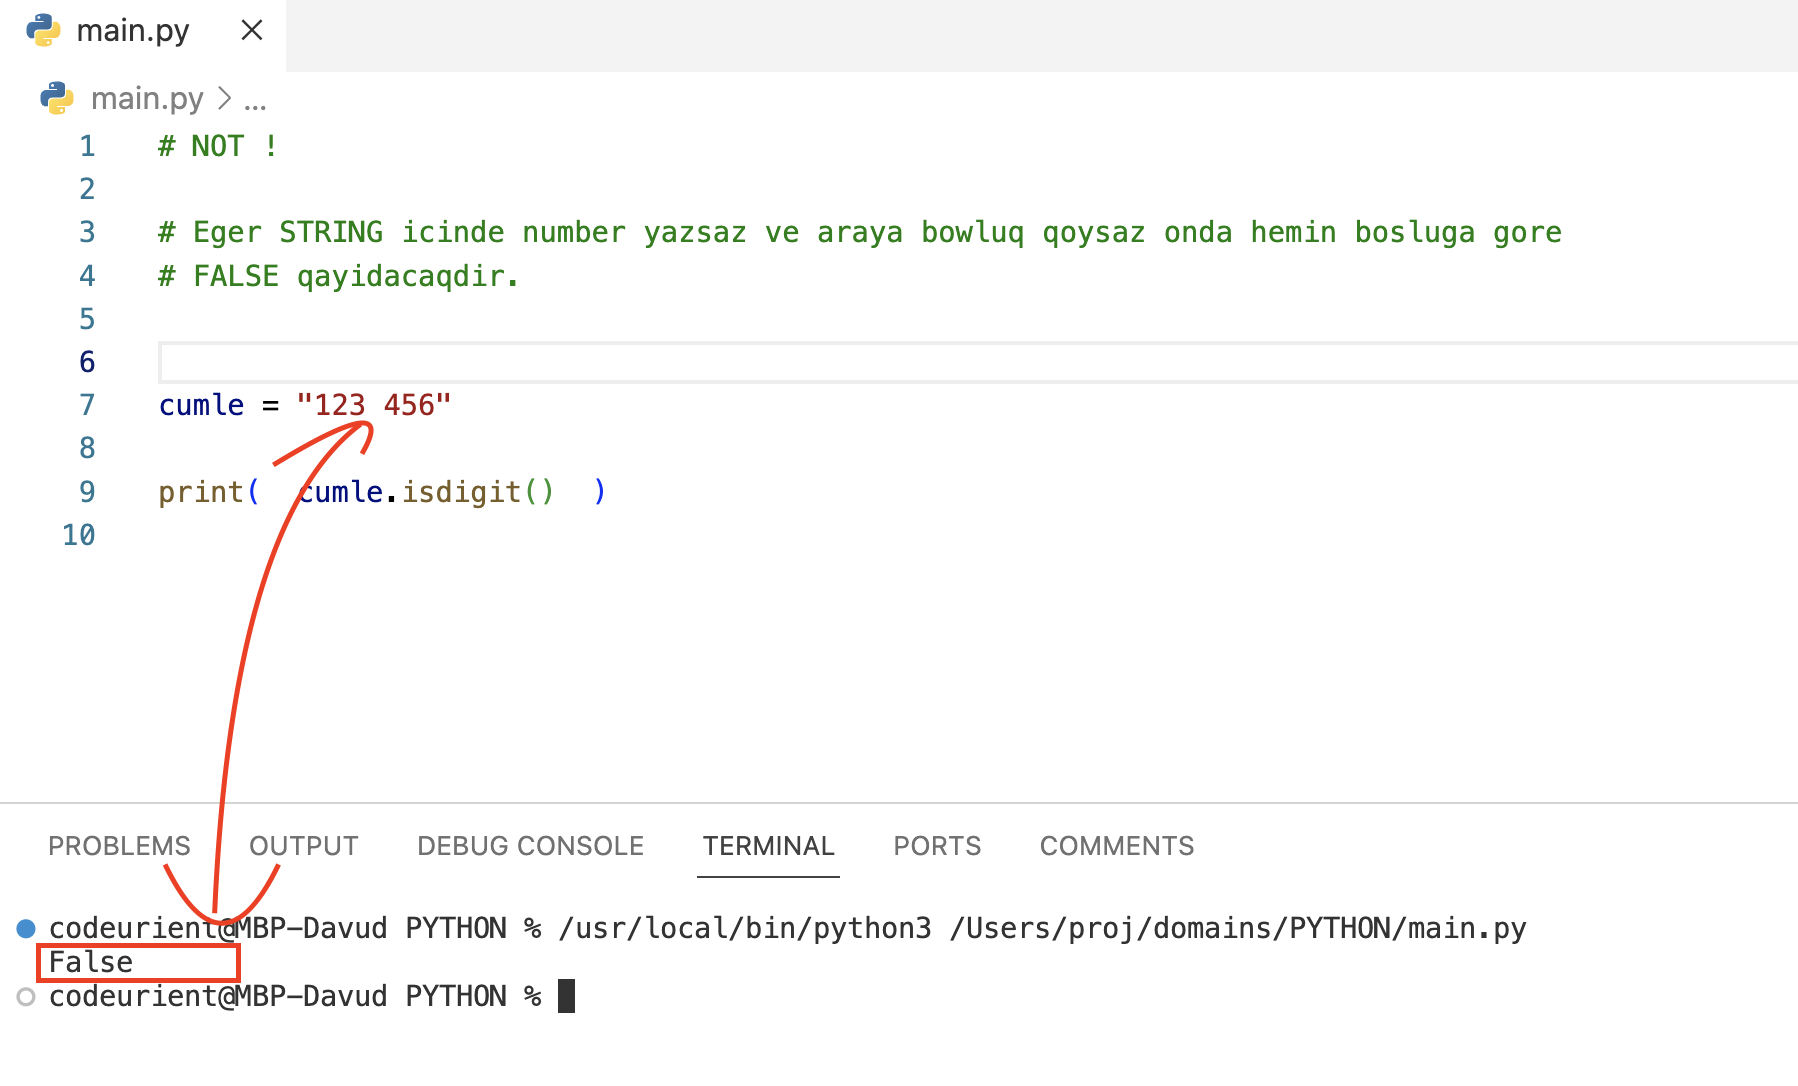 main.py
main.py > ...
1 # NOT !
2
3 # Eger STRING icinde number yazsaz ve araya bowluq qoysaz onda hemin bosluga gore
4 # FALSE qayidacaqdir.
5
6
7 cumle = "123 456"
8
9 print(  cumle.isdigit()  )
10
PROBLEMS OUTPUT DEBUG CONSOLE TERMINAL PORTS COMMENTS
codeurient@MBP-Davud PYTHON % /usr/local/bin/python3 /Users/proj/domains/PYTHON/main.py
False
codeurient@MBP-Davud PYTHON %